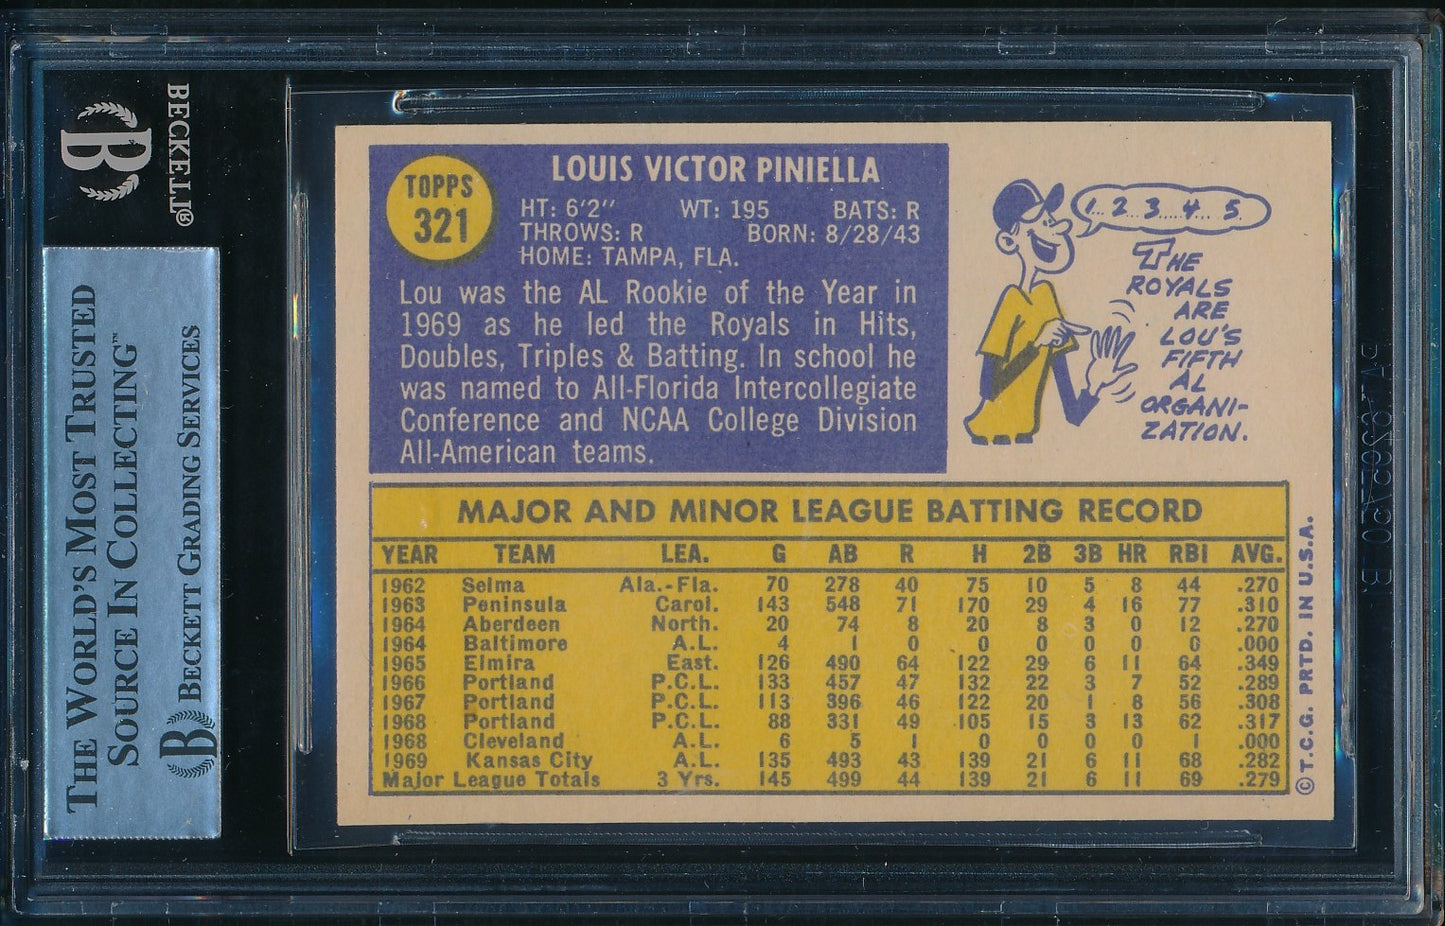 BECKETT®
B
THE WORLD'S MOST TRUSTED
SOURCE IN COLLECTING™
B BECKETT GRADING SERVICES
TOPPS
321
LOUIS VICTOR PINIELLA
HT: 6'2" WT: 195 BATS: R
THROWS: R BORN: 8/28/43
HOME: TAMPA, FLA.
Lou was the AL Rookie of the Year in
1969 as he led the Royals in Hits,
Doubles, Triples & Batting. In school he
was named to All-Florida Intercollegiate
Conference and NCAA College Division
All-American teams.
1... 2... 3... 4... 5
THE
ROYALS
ARE
LOU'S
FIFTH
AL
ORGANI-
ZATION.
MAJOR AND MINOR LEAGUE BATTING RECORD
YEAR TEAM LEA. G AB R H 2B 3B HR RBI AVG.
1962 Selma Ala.-Fla. 70 278 40 75 10 5 8 44 .270
1963 Peninsula Carol. 143 548 71 170 29 4 16 77 .310
1964 Aberdeen North. 20 74 8 20 8 3 0 12 .270
1964 Baltimore A.L. 4 1 0 0 0 0 0 0 .000
1965 Elmira East. 126 490 64 122 29 6 11 64 .349
1966 Portland P.C.L. 133 457 47 132 22 3 7 52 .289
1967 Portland P.C.L. 113 396 46 122 20 1 8 56 .308
1968 Portland P.C.L. 88 331 49 105 15 3 13 62 .317
1968 Cleveland A.L. 6 5 1 0 0 0 0 1 .000
1969 Kansas City A.L. 135 493 43 139 21 6 11 68 .282
Major League Totals 3 Yrs. 145 499 44 139 21 6 11 69 .279
©T.C.G. PRTD. IN U.S.A.